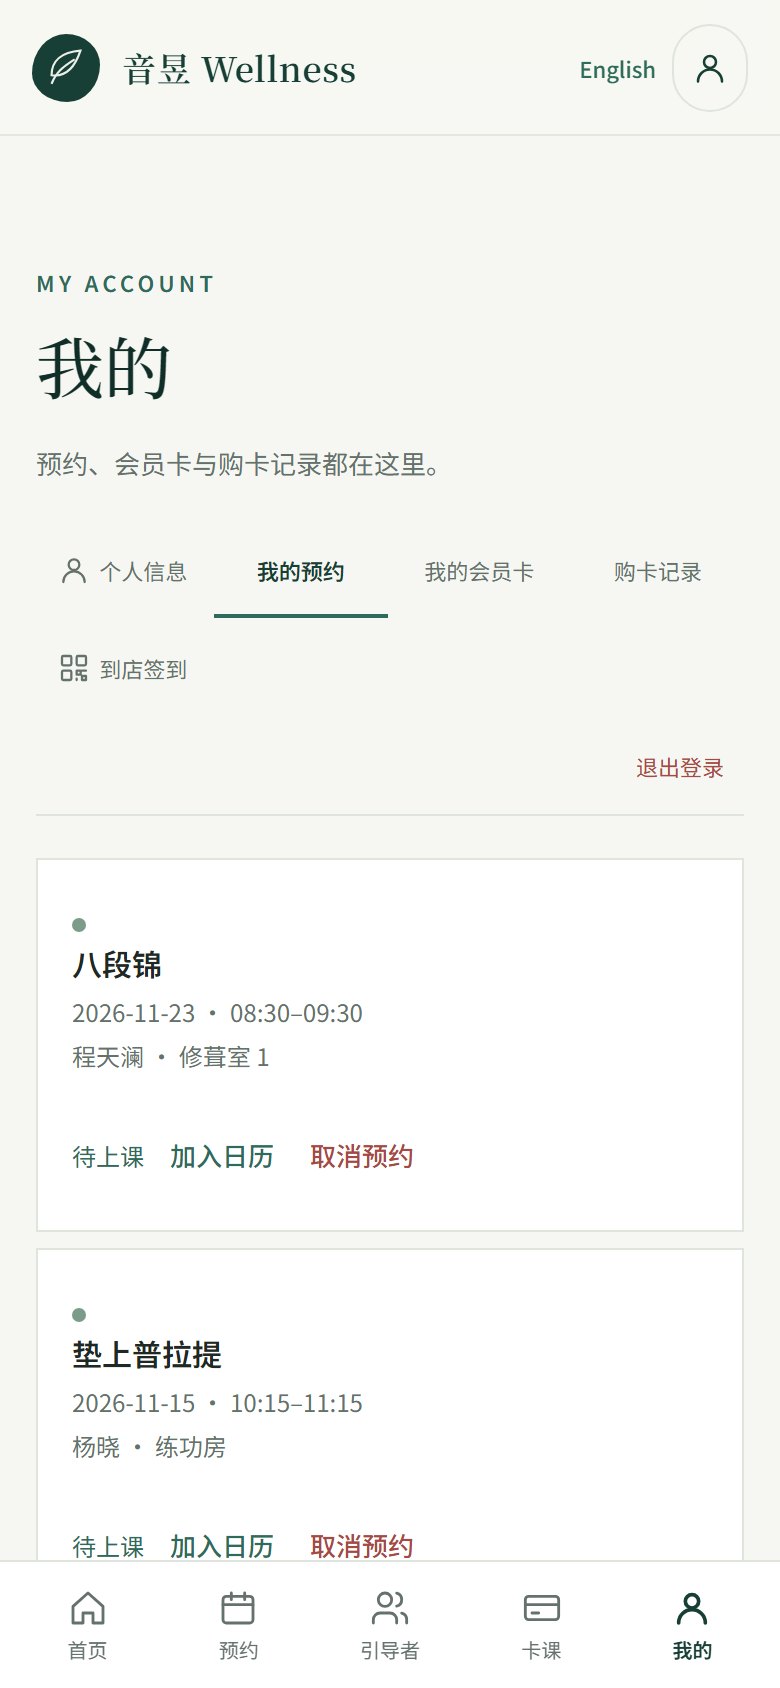 音昱 Wellness
English
MY ACCOUNT
我的
预约、会员卡与购卡记录都在这里。
个人信息 我的预约 我的会员卡 购卡记录
到店签到
退出登录
八段锦
2026-11-23 • 08:30–09:30
程天澜 • 修葺室 1
待上课 加入日历 取消预约
垫上普拉提
2026-11-15 • 10:15–11:15
杨晓 • 练功房
待上课 加入日历 取消预约
首页 预约 引导者 卡课 我的